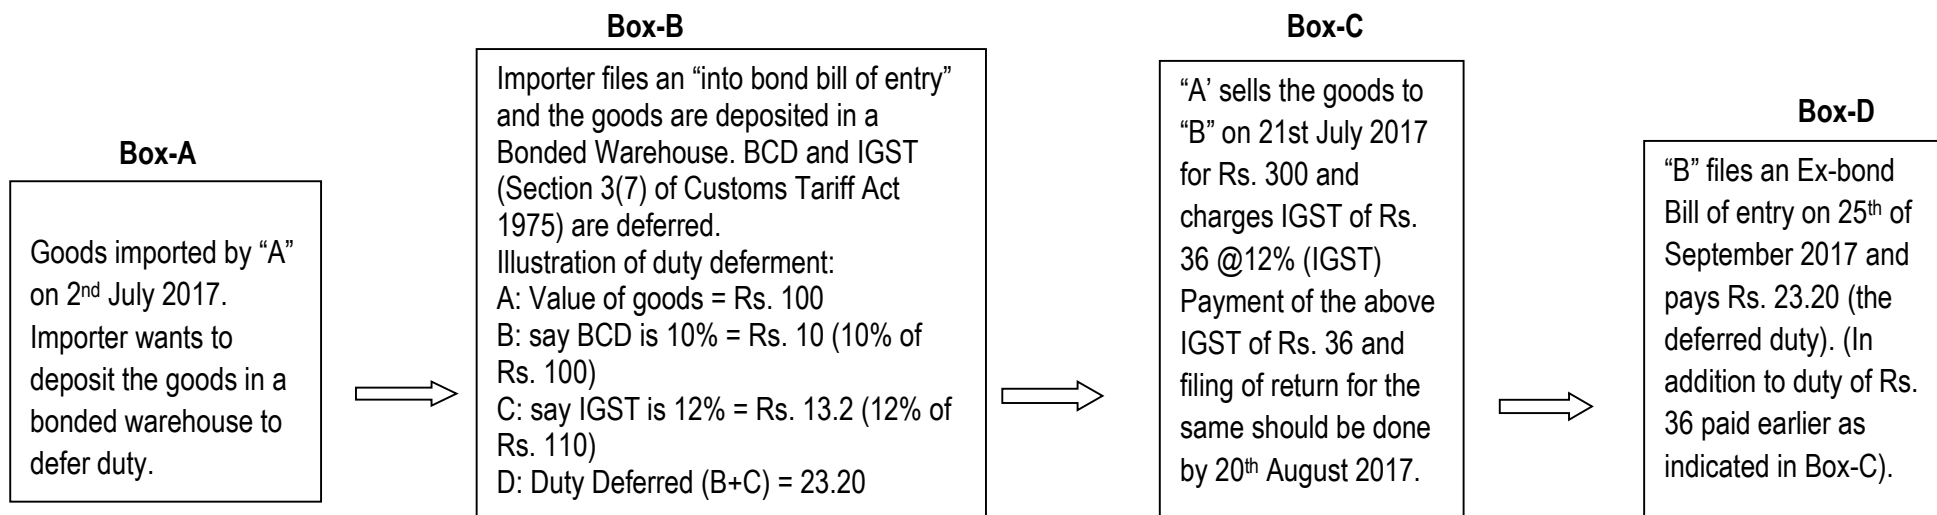 Box-A
Goods imported by “A”
on 2nd July 2017.
Importer wants to
deposit the goods in a
bonded warehouse to
defer duty.
Box-B
Importer files an “into bond bill of entry”
and the goods are deposited in a
Bonded Warehouse. BCD and IGST
(Section 3(7) of Customs Tariff Act
1975) are deferred.
Illustration of duty deferment:
A: Value of goods = Rs. 100
B: say BCD is 10% = Rs. 10 (10% of
Rs. 100)
C: say IGST is 12% = Rs. 13.2 (12% of
Rs. 110)
D: Duty Deferred (B+C) = 23.20
Box-C
“A’ sells the goods to
“B” on 21st July 2017
for Rs. 300 and
charges IGST of Rs.
36 @12% (IGST)
Payment of the above
IGST of Rs. 36 and
filing of return for the
same should be done
by 20th August 2017.
Box-D
“B” files an Ex-bond
Bill of entry on 25th of
September 2017 and
pays Rs. 23.20 (the
deferred duty). (In
addition to duty of Rs.
36 paid earlier as
indicated in Box-C).